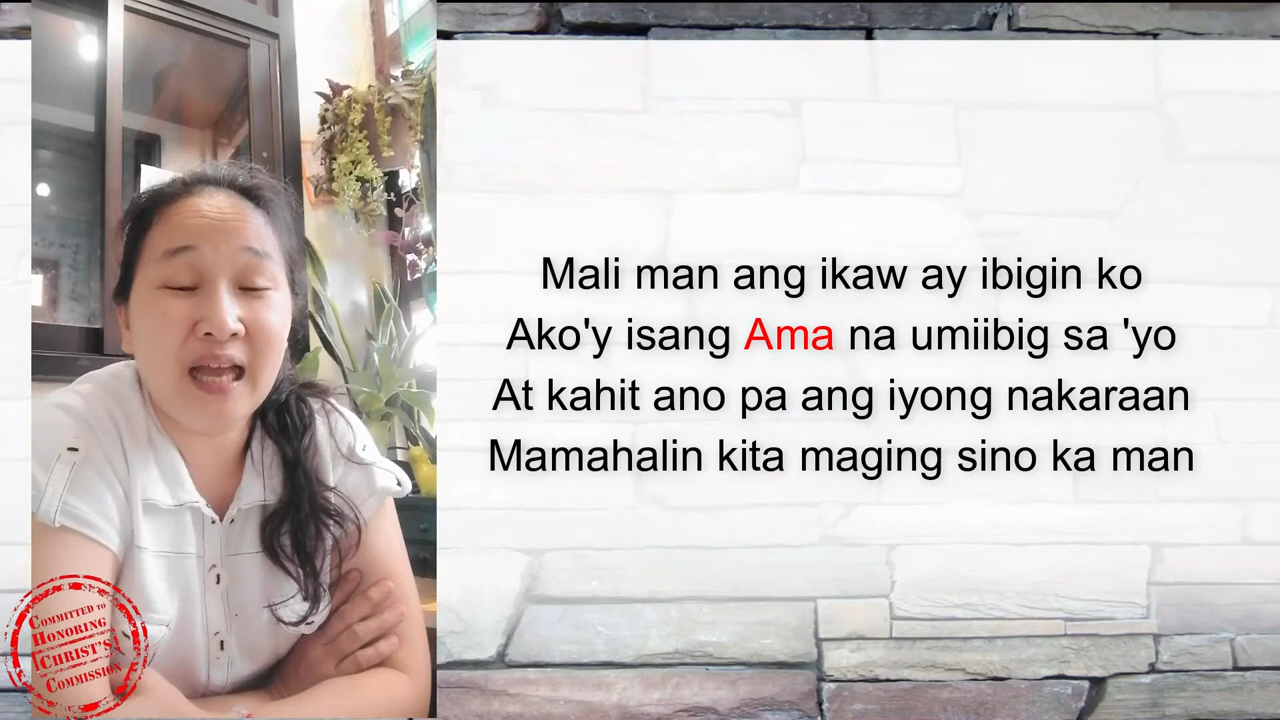 Mali man ang ikaw ay ibigin ko
Ako'y isang Ama na umiibig sa 'yo
At kahit ano pa ang iyong nakaraan
Mamahalin kita maging sino ka man
COMMITTED TO
HONORING
CHRIST'S
COMMISSION